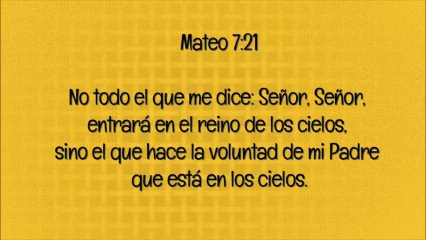 Mateo 7:21
No todo el que me dice: Señor, Señor,
entrará en el reino de los cielos,
sino el que hace la voluntad de mi Padre
que está en los cielos.